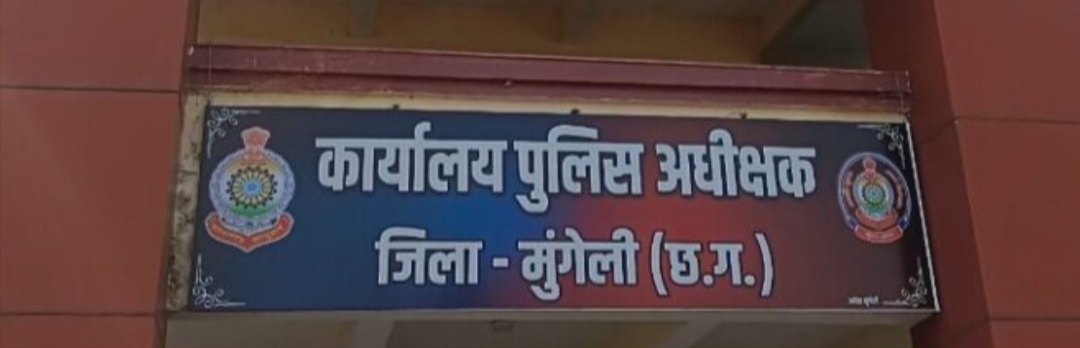 कार्यालय पुलिस अधीक्षक
जिला - मुंगेली (छ.ग.)